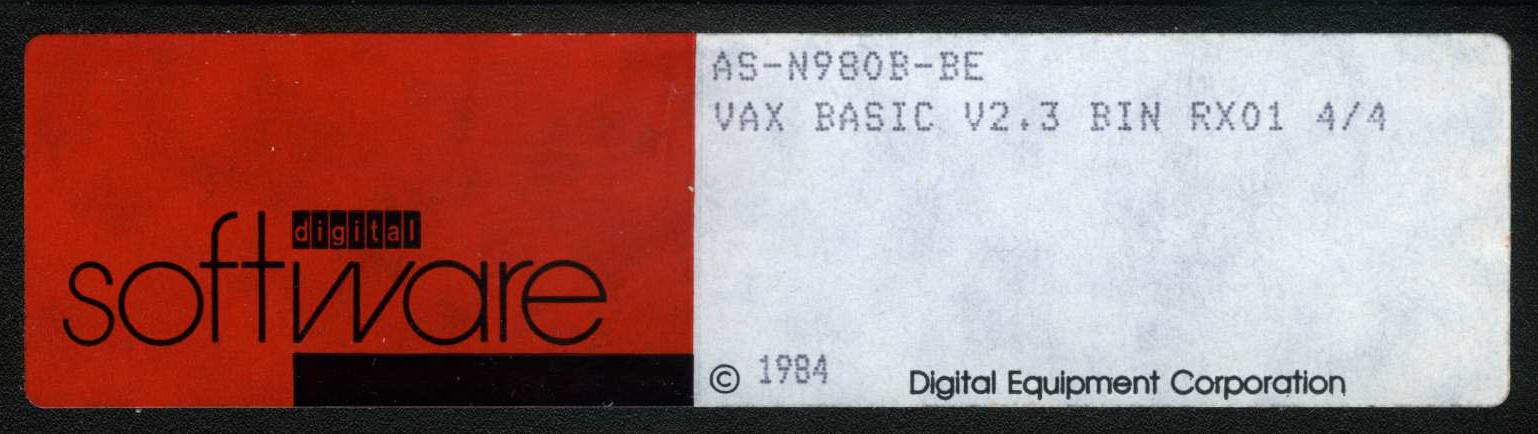 digital
software
AS-N980B-BE
VAX BASIC V2.3 BIN RX01 4/4
© 1984
Digital Equipment Corporation